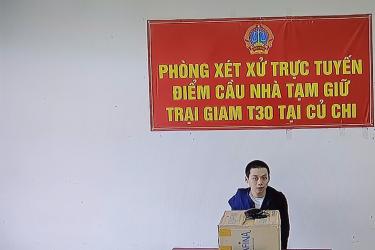 PHÒNG XÉT XỬ TRỰC TUYẾN
ĐIỂM CẦU NHÀ TẠM GIỮ
TRẠI GIAM T30 TẠI CỦ CHI